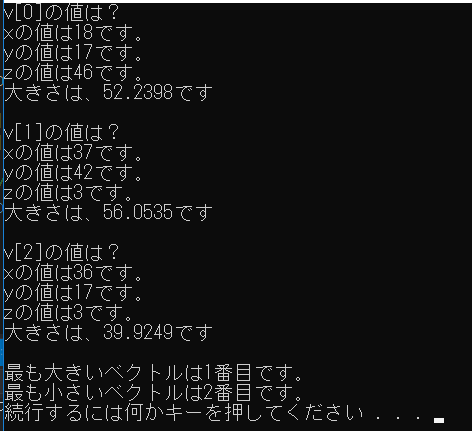 v[0]の値は？
xの値は18です。
yの値は17です。
zの値は46です。
大きさは、52.2398です
v[1]の値は？
xの値は37です。
yの値は42です。
zの値は3です。
大きさは、56.0535です
v[2]の値は？
xの値は36です。
yの値は17です。
zの値は3です。
大きさは、39.9249です
最も大きいベクトルは1番目です。
最も小さいベクトルは2番目です。
続行するには何かキーを押してください . . .